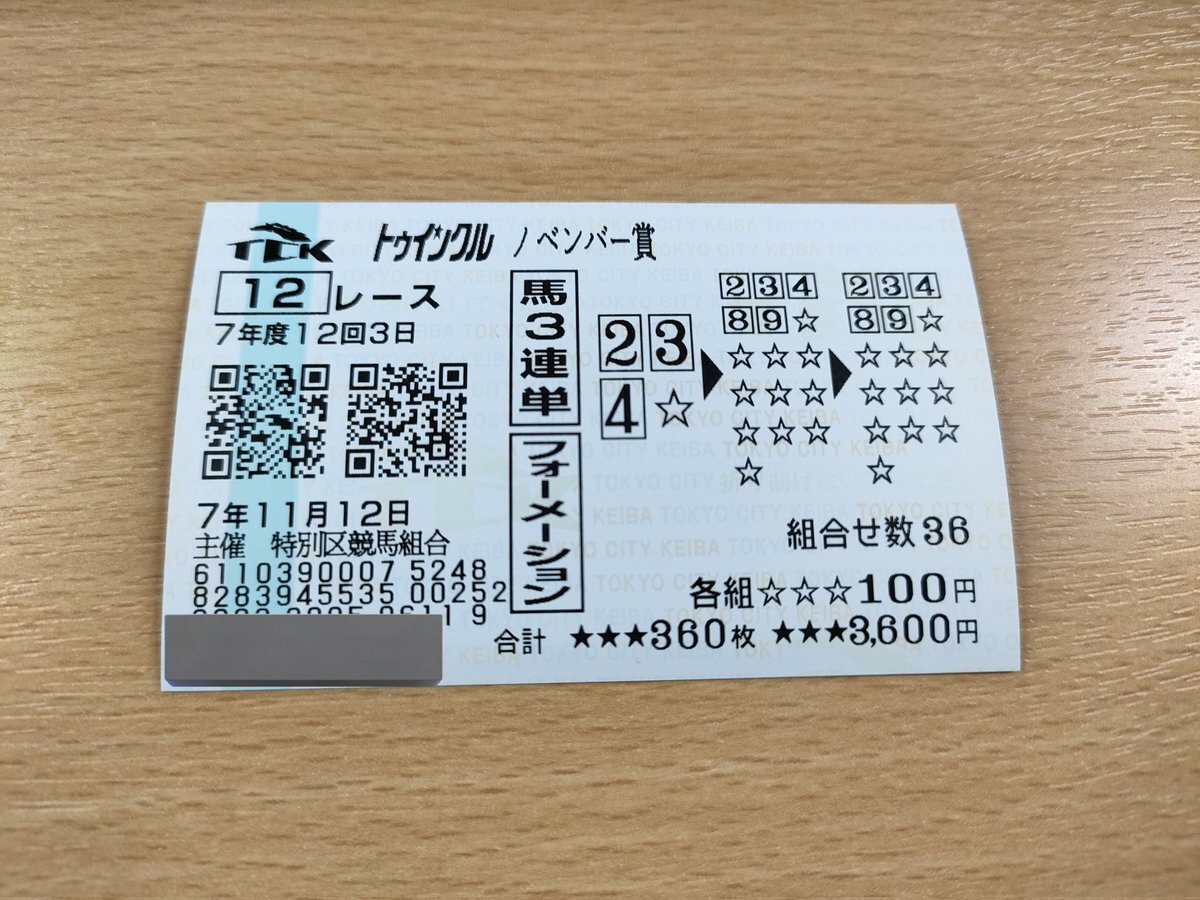 TCK トゥインクル ノベンバー賞
12 レース
7年度12回3日
7年11月12日
主催 特別区競馬組合
6110390007 5248
8283945535 00252
馬3連単
フォーメーション
2 3
4 ☆
▶
2 3 4
8 9 ☆
☆☆☆
☆☆☆
☆☆☆
☆
▶
2 3 4
8 9 ☆
☆☆☆
☆☆☆
☆☆☆
☆
組合せ数36
各組☆☆☆100円
合計 ★★★360枚 ★★★3,600円